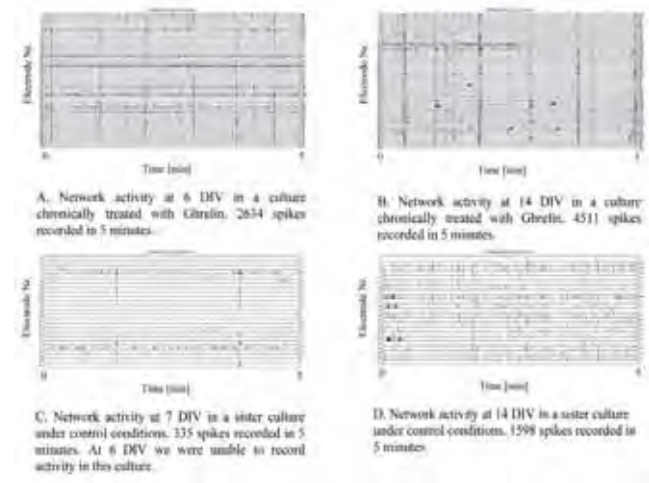 Electrode Nr.
0
5
Time [min]
A. Network activity at 6 DIV in a culture
chronically treated with Ghrelin. 2634 spikes
recorded in 5 minutes.
Electrode Nr.
0
5
Time [min]
B. Network activity at 14 DIV in a culture
chronically treated with Ghrelin. 4511 spikes
recorded in 5 minutes.
Electrode Nr.
0
5
Time [min]
C. Network activity at 7 DIV in a sister culture
under control conditions. 335 spikes recorded in 5
minutes. At 6 DIV we were unable to record
activity in this culture.
Electrode Nr.
0
5
Time [min]
D. Network activity at 14 DIV in a sister culture
under control conditions. 1598 spikes recorded in
5 minutes